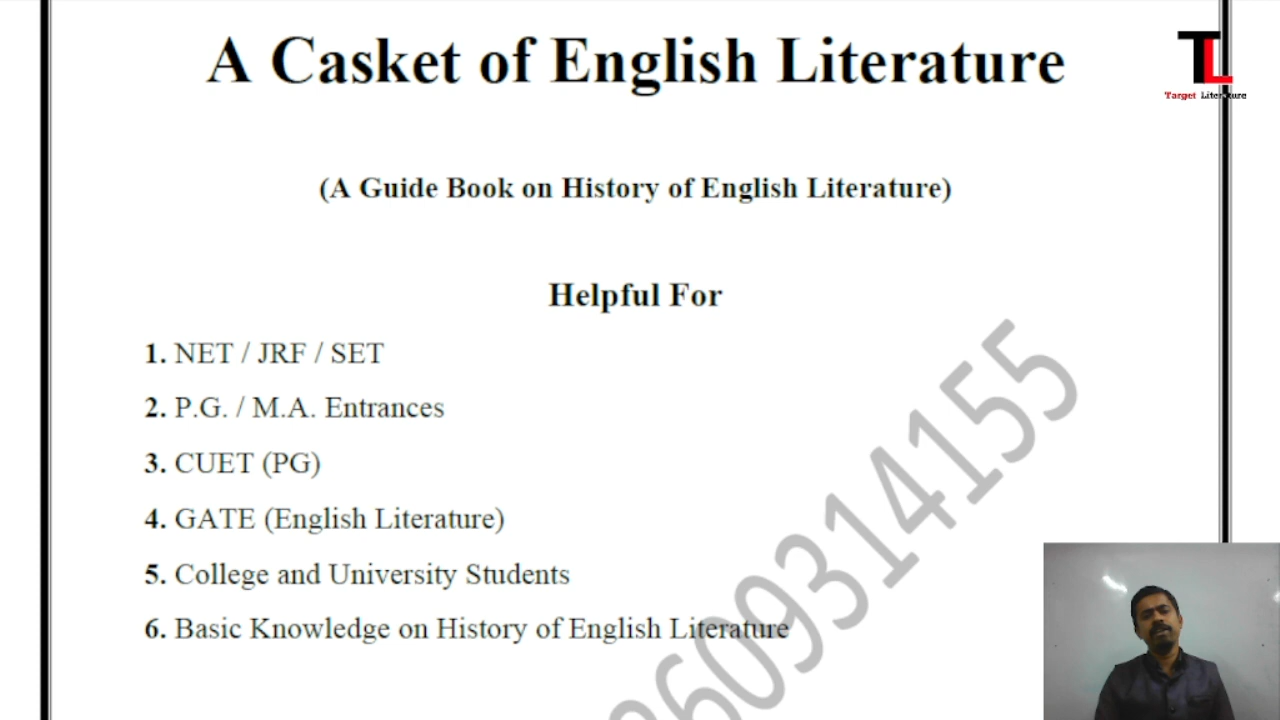 A Casket of English Literature
TL
Target Literature
(A Guide Book on History of English Literature)
Helpful For
1. NET / JRF / SET
2. P.G. / M.A. Entrances
3. CUET (PG)
4. GATE (English Literature)
5. College and University Students
6. Basic Knowledge on History of English Literature
609314155